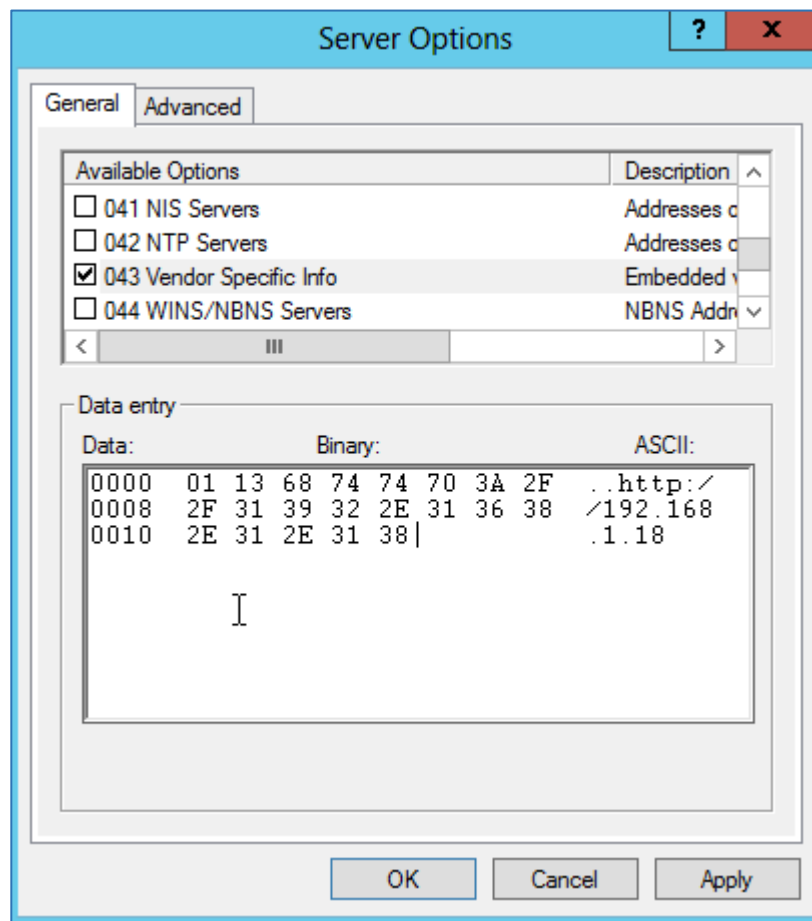 Server Options
? x
General Advanced
Available Options Description
041 NIS Servers Addresses o
042 NTP Servers Addresses o
043 Vendor Specific Info Embedded v
044 WINS/NBNS Servers NBNS Addr
Data entry
Data: Binary: ASCII:
0000 01 13 68 74 74 70 3A 2F ..http:/
0008 2F 31 39 32 2E 31 36 38 /192.168
0010 2E 31 2E 31 38 .1.18
OK Cancel Apply